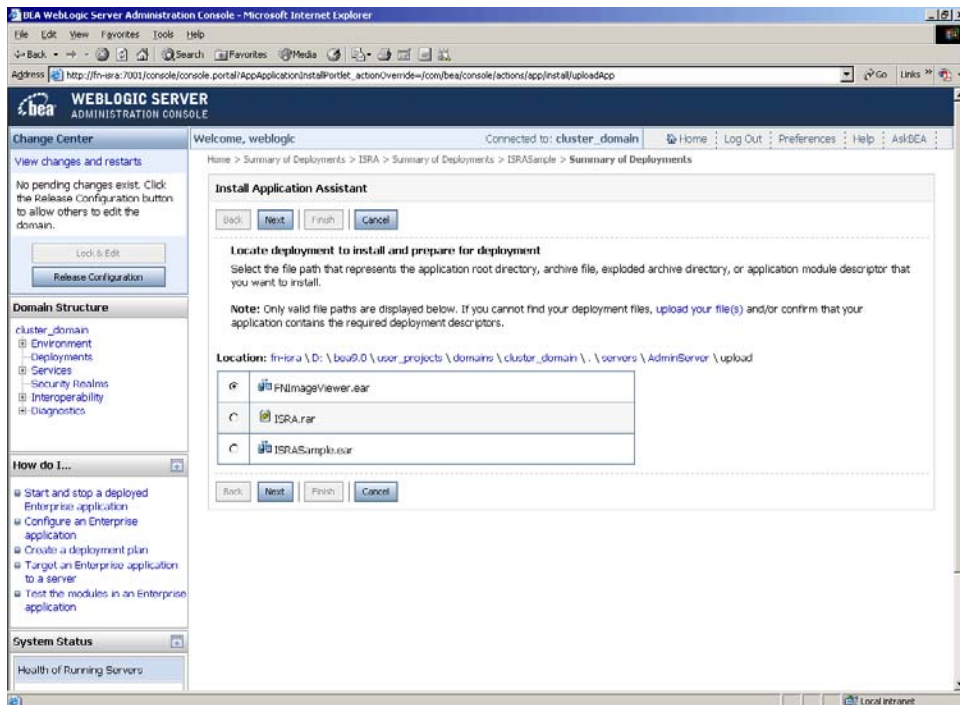 BEA WebLogic Server Administration Console - Microsoft Internet Explorer
File Edit View Favorites Tools Help
Back Search Favorites Media
Address http://fn-isra:7001/console/console.portal?AppApplicationInstallPortlet_actionOverride=/com/bea/console/actions/app/install/uploadApp Go Links
bea WEBLOGIC SERVER
ADMINISTRATION CONSOLE
Change Center
View changes and restarts
No pending changes exist. Click
the Release Configuration button
to allow others to edit the
domain.
Lock & Edit
Release Configuration
Domain Structure
cluster_domain
Environment
Deployments
Services
Security Realms
Interoperability
Diagnostics
How do I...
Start and stop a deployed
Enterprise application
Configure an Enterprise
application
Create a deployment plan
Target an Enterprise application
to a server
Test the modules in an Enterprise
application
System Status
Health of Running Servers
Welcome, weblogic Connected to: cluster_domain Home Log Out Preferences Help AskBEA
Home > Summary of Deployments > ISRA > Summary of Deployments > ISRASample > Summary of Deployments
Install Application Assistant
Back Next Finish Cancel
Locate deployment to install and prepare for deployment
Select the file path that represents the application root directory, archive file, exploded archive directory, or application module descriptor that
you want to install.
Note: Only valid file paths are displayed below. If you cannot find your deployment files, upload your file(s) and/or confirm that your
application contains the required deployment descriptors.
Location: fn-isra \ D: \ bea9.0 \ user_projects \ domains \ cluster_domain \ . \ servers \ AdminServer \ upload
FNImageViewer.ear
ISRA.rar
ISRASample.ear
Back Next Finish Cancel
Local intranet